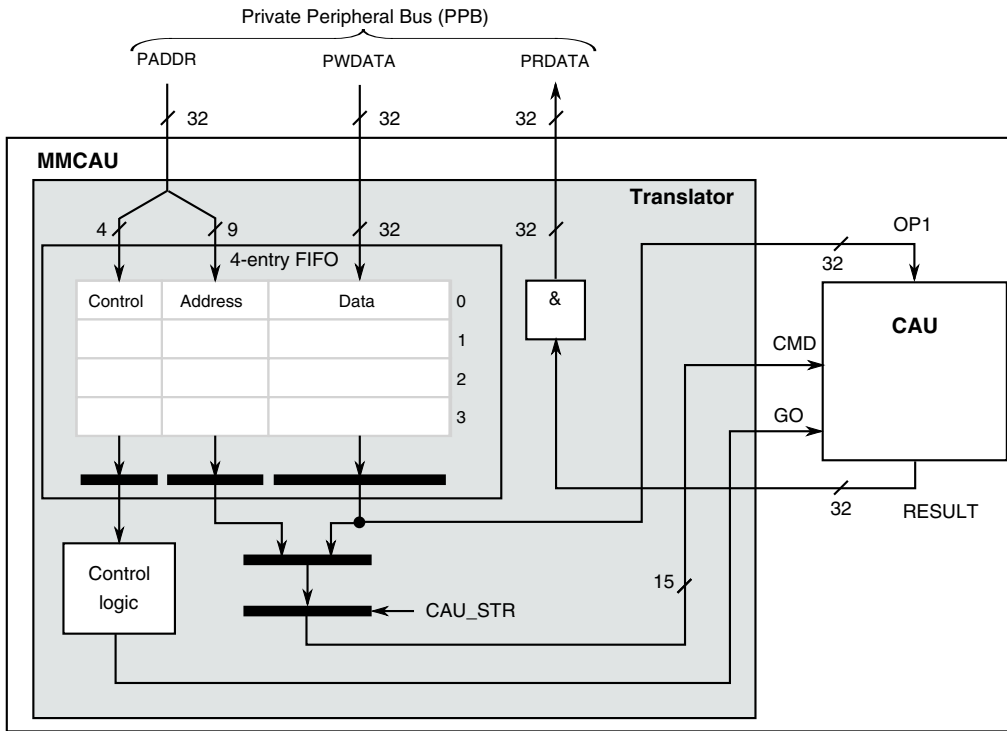 Private Peripheral Bus (PPB)
PADDR
PWDATA
PRDATA
32
32
32
MMCAU
Translator
4
9
32
32
OP1
32
4-entry FIFO
Control
Address
Data
0
1
2
3
&
CAU
CMD
GO
32
RESULT
Control
logic
CAU_STR
15